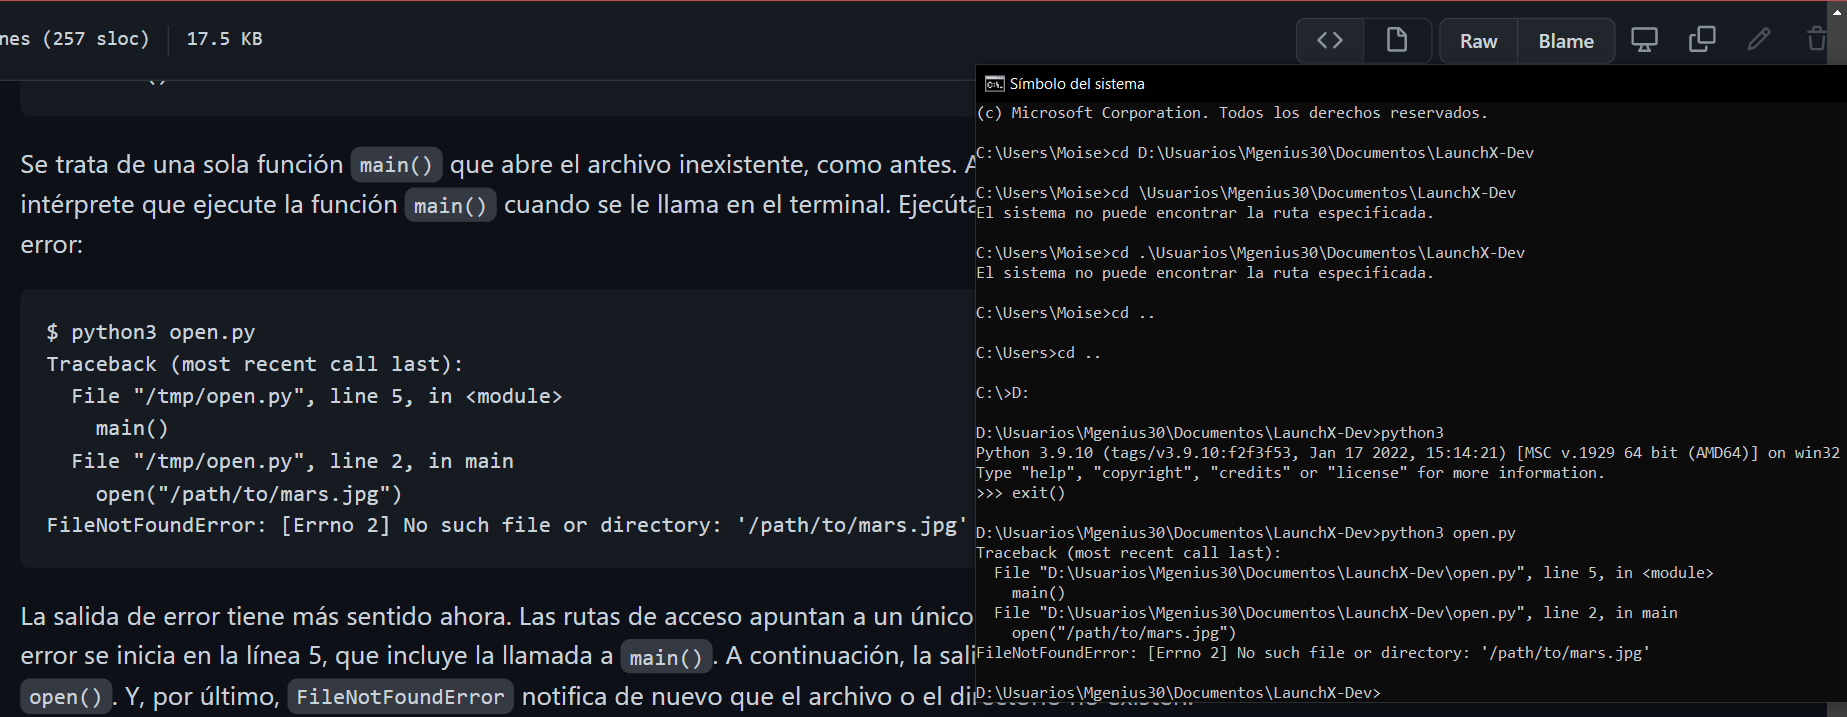 nes (257 sloc) 17.5 KB
Raw Blame
()
Se trata de una sola función main() que abre el archivo inexistente, como antes. A
intérprete que ejecute la función main() cuando se le llama en el terminal. Ejecúta
error:
$ python3 open.py
Traceback (most recent call last):
  File "/tmp/open.py", line 5, in <module>
    main()
  File "/tmp/open.py", line 2, in main
    open("/path/to/mars.jpg")
FileNotFoundError: [Errno 2] No such file or directory: '/path/to/mars.jpg'
La salida de error tiene más sentido ahora. Las rutas de acceso apuntan a un único
error se inicia en la línea 5, que incluye la llamada a main(). A continuación, la sali
open(). Y, por último, FileNotFoundError notifica de nuevo que el archivo o el directorio no existen.
Símbolo del sistema
(c) Microsoft Corporation. Todos los derechos reservados.
C:\Users\Moise>cd D:\Usuarios\Mgenius30\Documentos\LaunchX-Dev
C:\Users\Moise>cd \Usuarios\Mgenius30\Documentos\LaunchX-Dev
El sistema no puede encontrar la ruta especificada.
C:\Users\Moise>cd .\Usuarios\Mgenius30\Documentos\LaunchX-Dev
El sistema no puede encontrar la ruta especificada.
C:\Users\Moise>cd ..
C:\Users>cd ..
C:\>D:
D:\Usuarios\Mgenius30\Documentos\LaunchX-Dev>python3
Python 3.9.10 (tags/v3.9.10:f2f3f53, Jan 17 2022, 15:14:21) [MSC v.1929 64 bit (AMD64)] on win32
Type "help", "copyright", "credits" or "license" for more information.
>>> exit()
D:\Usuarios\Mgenius30\Documentos\LaunchX-Dev>python3 open.py
Traceback (most recent call last):
  File "D:\Usuarios\Mgenius30\Documentos\LaunchX-Dev\open.py", line 5, in <module>
    main()
  File "D:\Usuarios\Mgenius30\Documentos\LaunchX-Dev\open.py", line 2, in main
    open("/path/to/mars.jpg")
FileNotFoundError: [Errno 2] No such file or directory: '/path/to/mars.jpg'
D:\Usuarios\Mgenius30\Documentos\LaunchX-Dev>